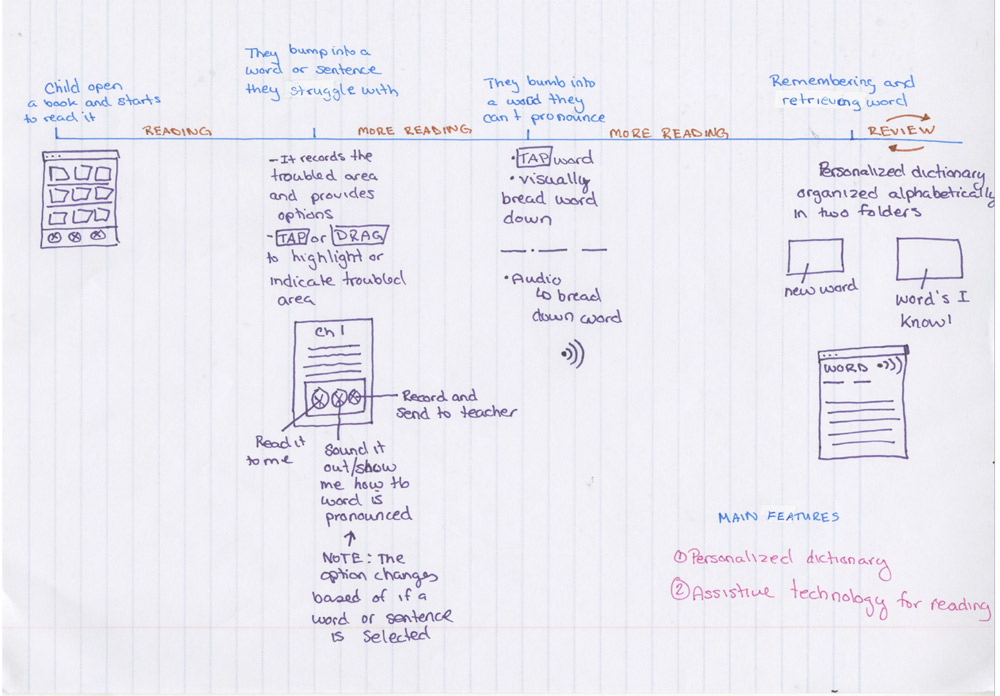 Child open
a book and starts
to read it
READING
They bump into a
word or sentence
they struggle with
MORE READING
They bumb into
a word they
can't pronounce
MORE READING
Remembering and
retrieving word
REVIEW
- It records the
troubled area
and provides
options
- TAP or DRAG
to highlight or
indicate troubled
area
Ch 1
Record and
send to teacher
Read it
to me
Sound it
out/show
me how th
word is
pronounced
NOTE: The
option changes
based of if a
word or sentence
is selected
• TAP word
• visually
bread word
down
• Audio
↳ bread
down word
Personalized dictionary
organized alphabetically
in two folders
new word
word's I
know!
WORD
MAIN FEATURES
① Personalized dictionary
② Assistive technology for reading